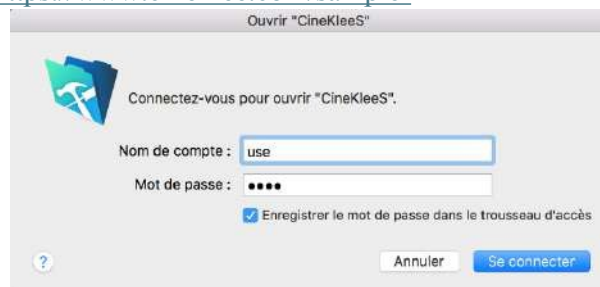 Ouvrir "CineKleeS"
Connectez-vous pour ouvrir "CineKleeS".
Nom de compte : use
Mot de passe : ••••
Enregistrer le mot de passe dans le trousseau d'accès
? Annuler Se connecter